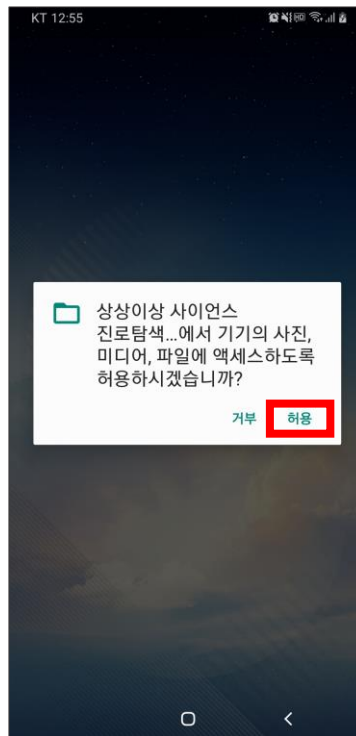 KT 12:55
상상이상 사이언스
진로탐색...에서 기기의 사진,
미디어, 파일에 액세스하도록
허용하시겠습니까?
거부 허용